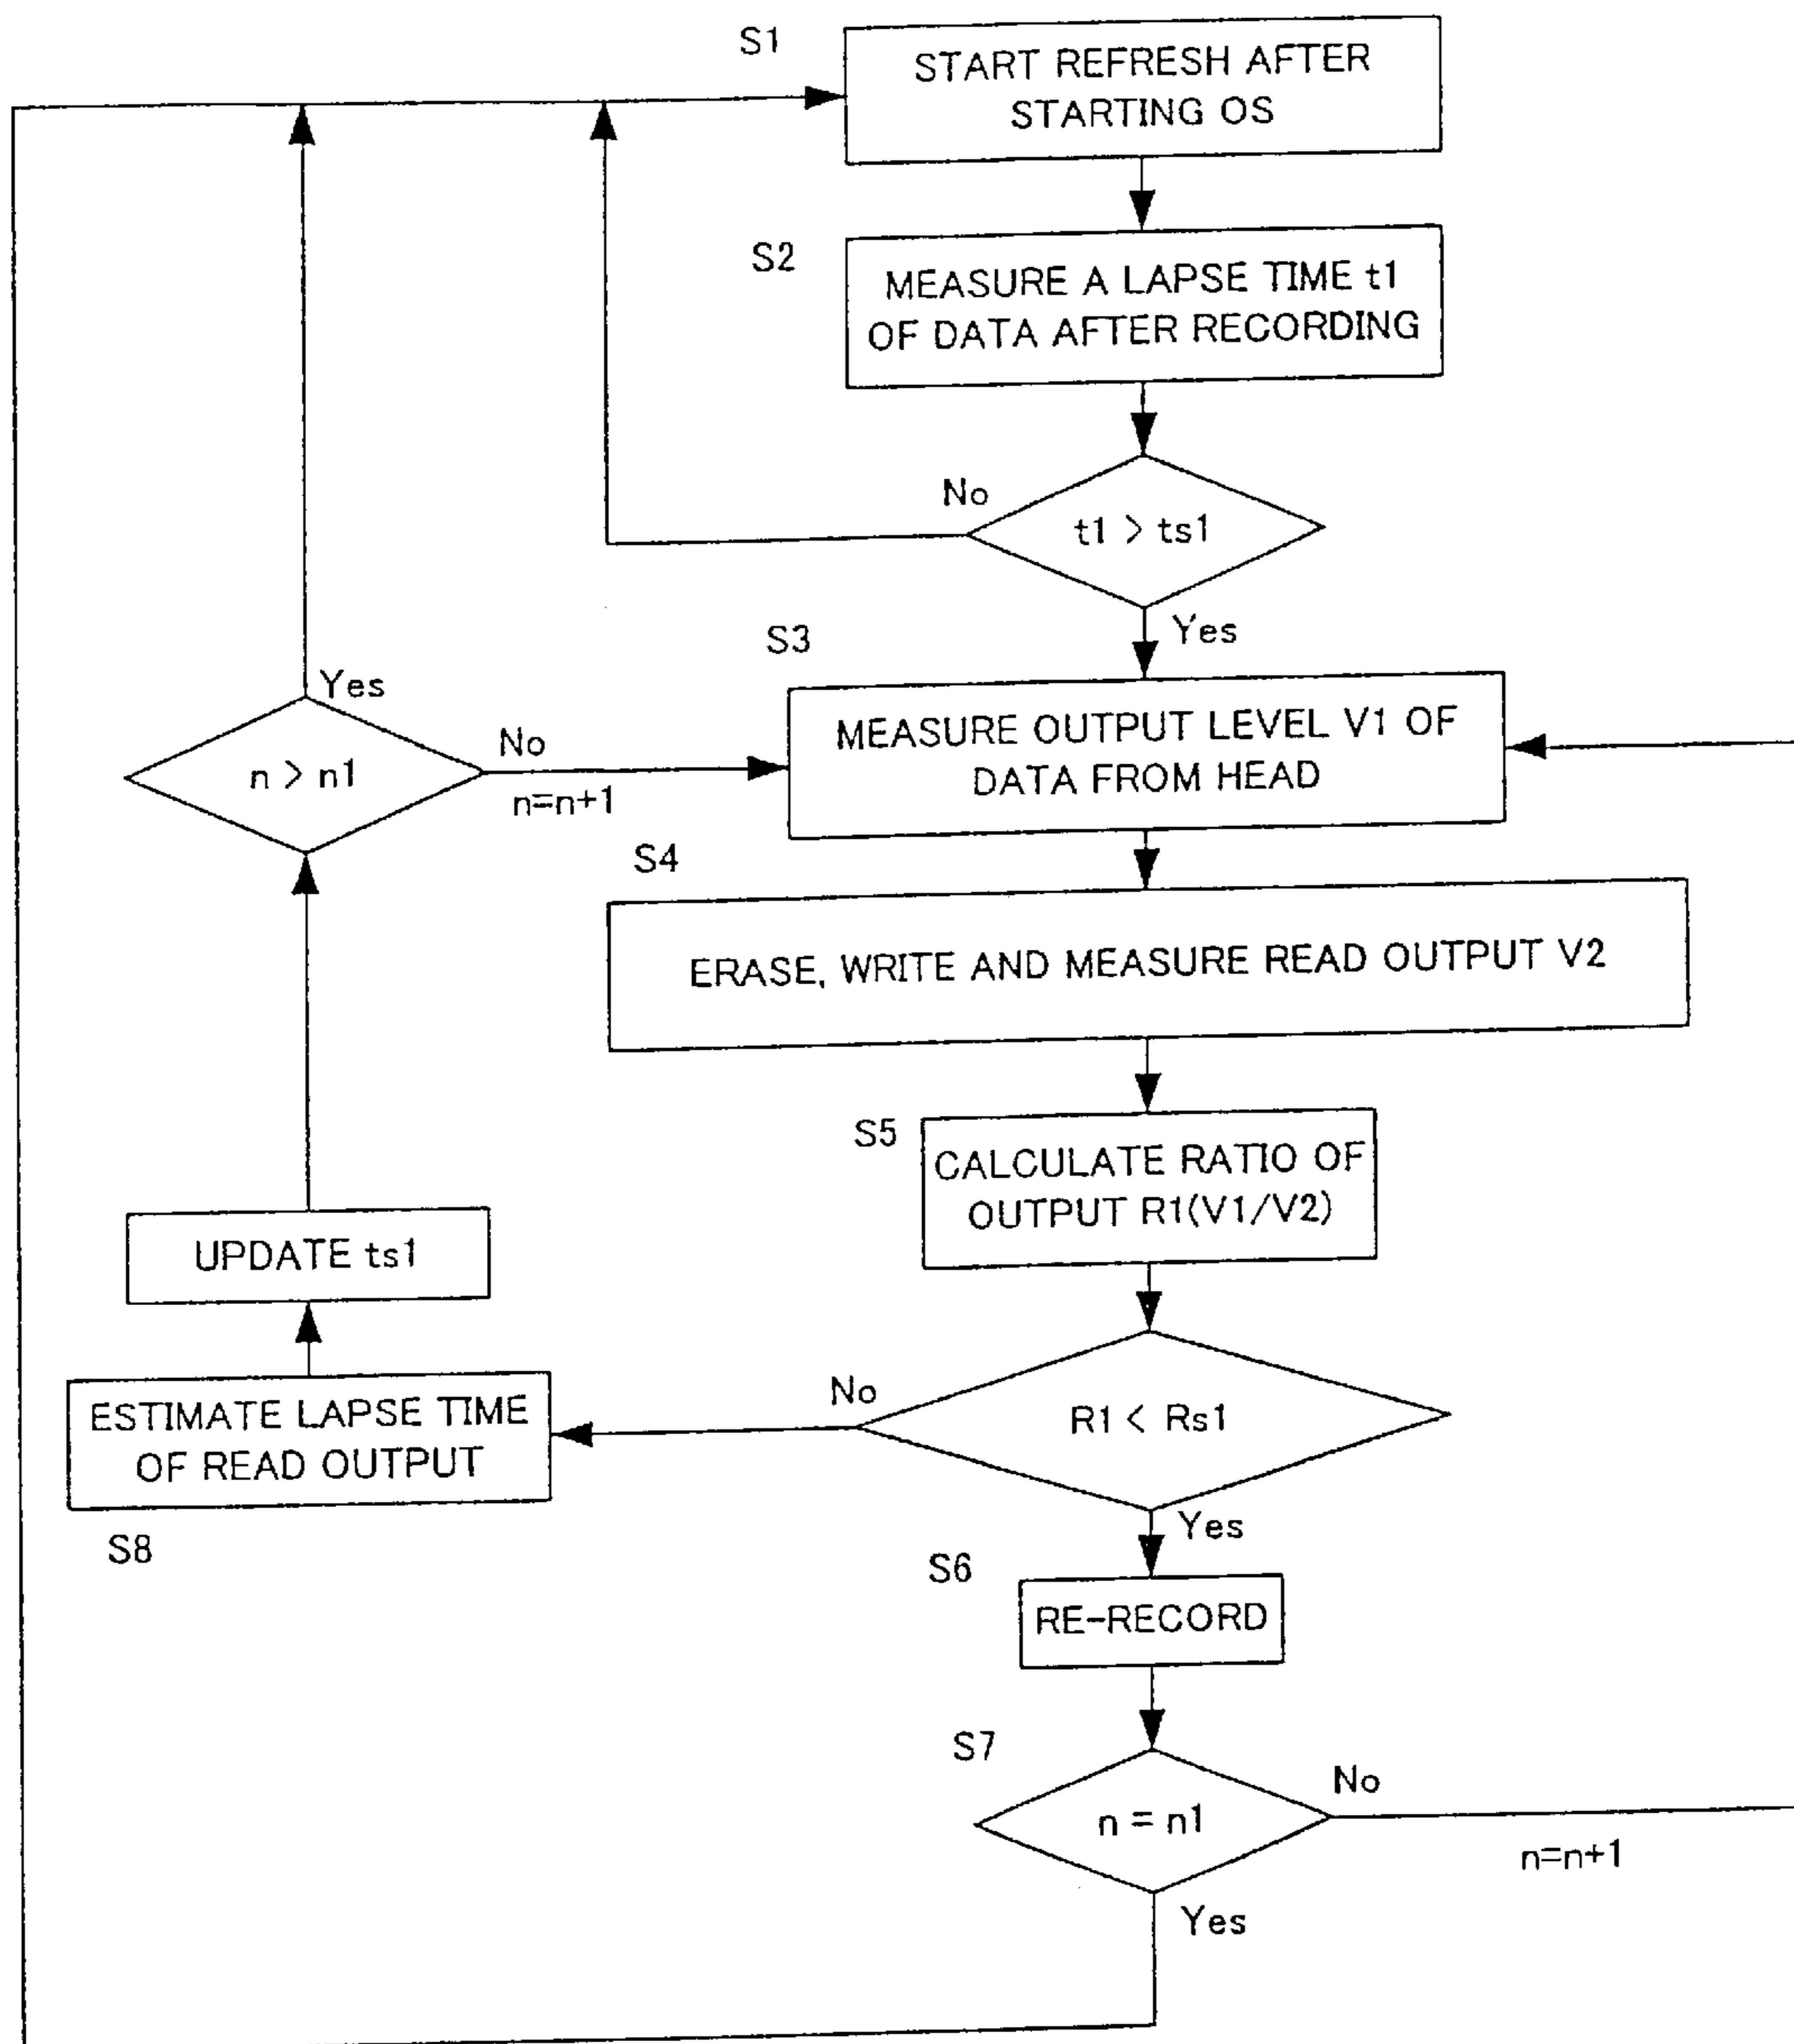 S1
START REFRESH AFTER
STARTING OS
S2
MEASURE A LAPSE TIME t1
OF DATA AFTER RECORDING
No
t1 > ts1
Yes
S3
Yes
MEASURE OUTPUT LEVEL V1 OF
DATA FROM HEAD
No
n > n1
n=n+1
S4
ERASE, WRITE AND MEASURE READ OUTPUT V2
S5
CALCULATE RATIO OF
OUTPUT R1(V1/V2)
UPDATE ts1
No
R1 < Rs1
ESTIMATE LAPSE TIME
OF READ OUTPUT
S8
Yes
S6
RE-RECORD
S7
No
n = n1
n=n+1
Yes